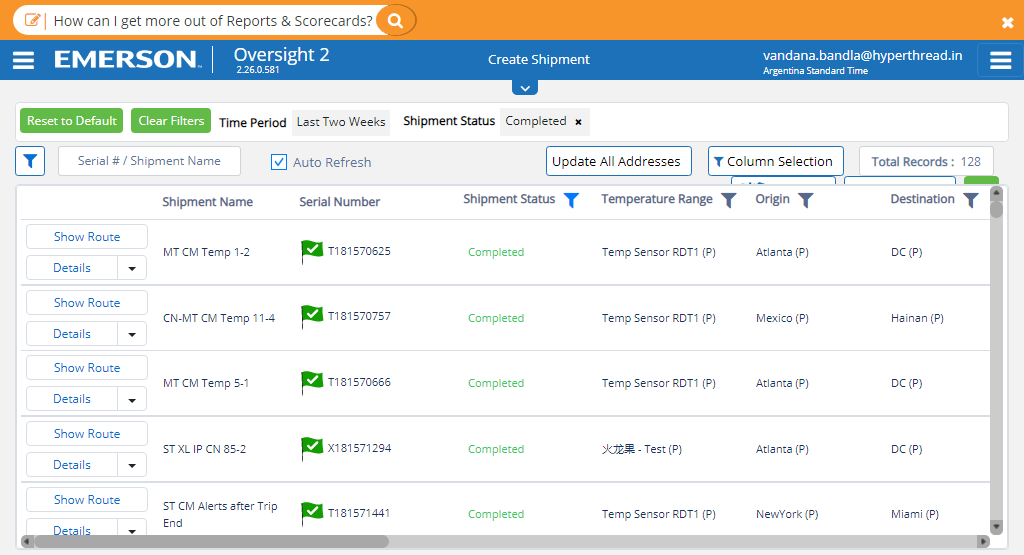 How can I get more out of Reports & Scorecards?
EMERSON
Oversight 2
2.26.0.581
Create Shipment
vandana.bandla@hyperthread.in
Argentina Standard Time
Reset to Default
Clear Filters
Time Period
Last Two Weeks
Shipment Status
Completed ×
Serial # / Shipment Name
Auto Refresh
Update All Addresses
Column Selection
Total Records : 128
Shipment Name
Serial Number
Shipment Status
Temperature Range
Origin
Destination
Show Route
Details
MT CM Temp 1-2
T181570625
Completed
Temp Sensor RDT1 (P)
Atlanta (P)
DC (P)
Show Route
Details
CN-MT CM Temp 11-4
T181570757
Completed
Temp Sensor RDT1 (P)
Mexico (P)
Hainan (P)
Show Route
Details
MT CM Temp 5-1
T181570666
Completed
Temp Sensor RDT1 (P)
Atlanta (P)
DC (P)
Show Route
Details
ST XL IP CN 85-2
X181571294
Completed
火龙果 - Test (P)
Atlanta (P)
DC (P)
Show Route
Details
ST CM Alerts after Trip
End
T181571441
Completed
Temp Sensor RDT1 (P)
NewYork (P)
Miami (P)